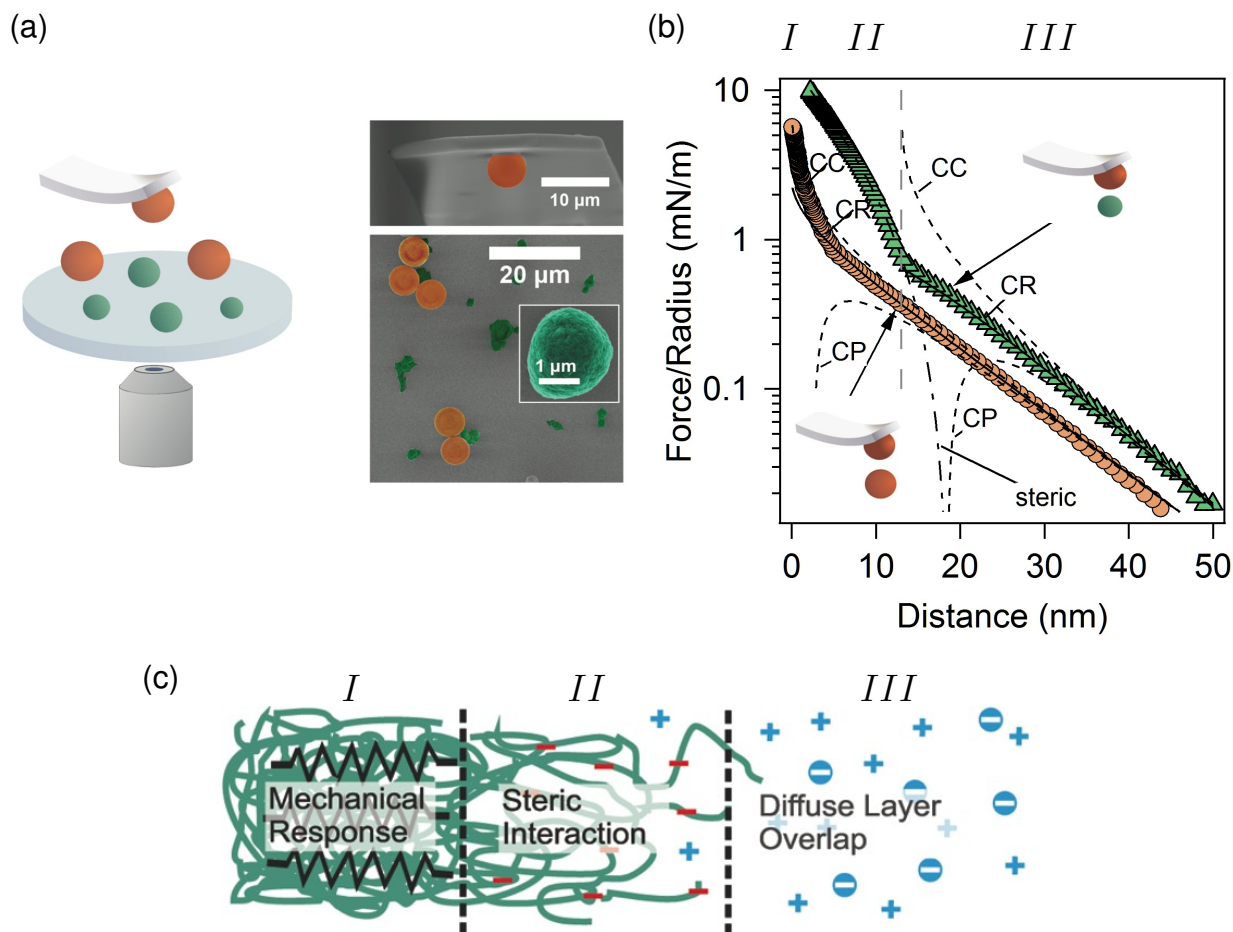 (a)
10 µm
20 µm
1 µm
(b)
I II III
Force/Radius (mN/m)
10
1
0.1
CC
CC
CR
CR
CP
CP
steric
0 10 20 30 40 50
Distance (nm)
(c)
I II III
Mechanical
Response
Steric
Interaction
Diffuse Layer
Overlap